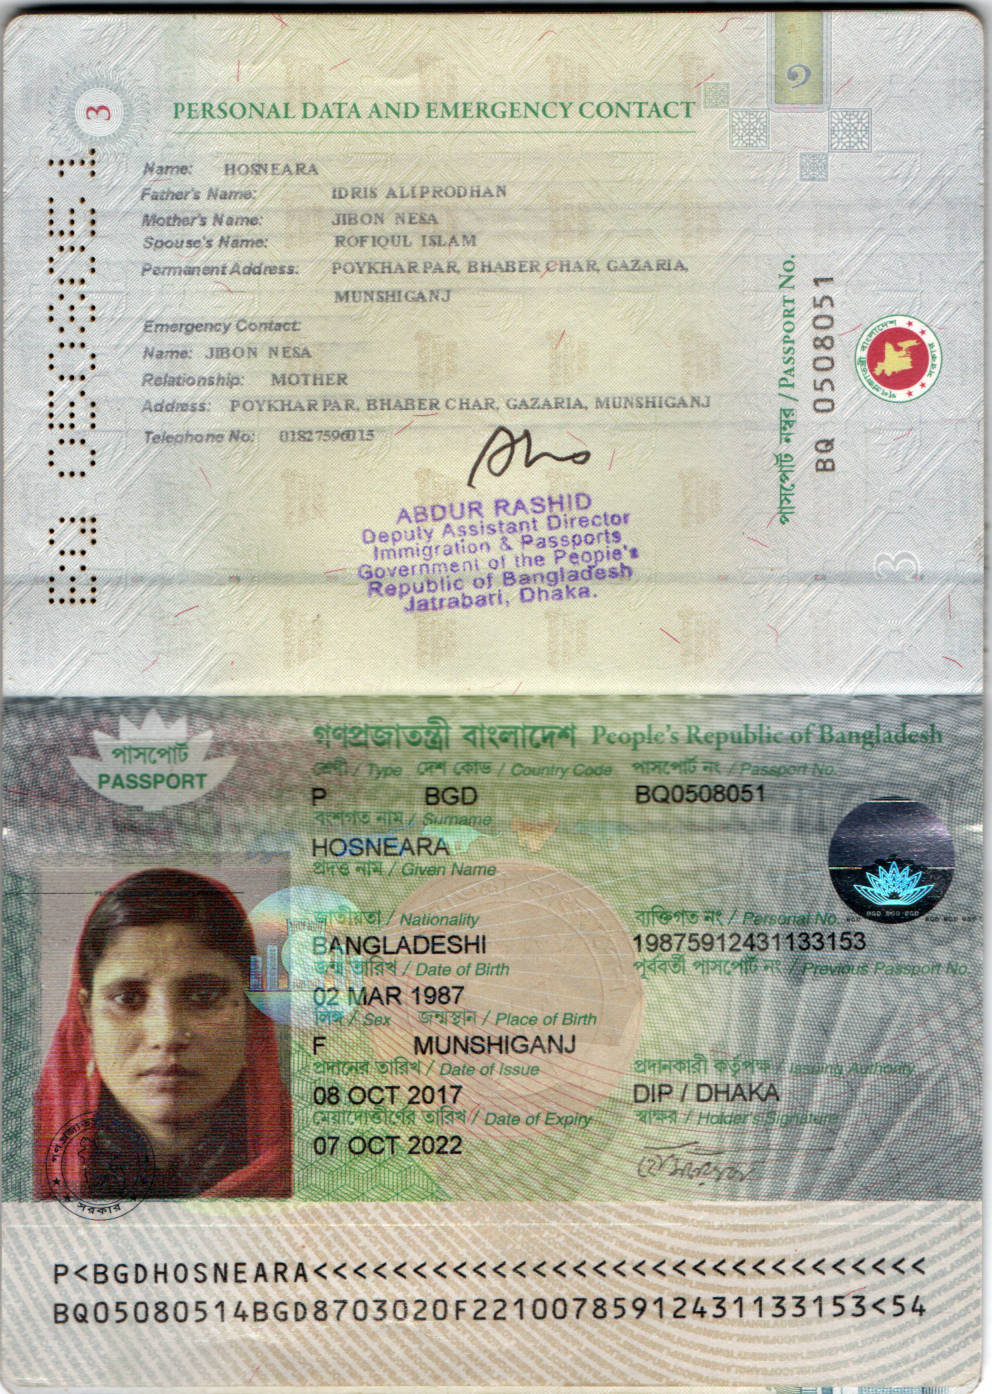 3
PERSONAL DATA AND EMERGENCY CONTACT
Name: HOSNEARA
Father's Name: IDRIS ALI PRODHAN
Mother's Name: JIBON NESA
Spouse's Name: ROFIQUL ISLAM
Permanent Address: POYKHAR PAR, BHABER CHAR, GAZARIA,
MUNSHIGANJ
Emergency Contact:
Name: JIBON NESA
Relationship: MOTHER
Address: POYKHAR PAR, BHABER CHAR, GAZARIA, MUNSHIGANJ
Telephone No: 01827596015
ABDUR RASHID
Deputy Assistant Director
Immigration & Passports
Government of the People's
Republic of Bangladesh
Jatrabari, Dhaka.
পাসপোর্ট নম্বর / PASSPORT No.
BQ 0508051
3
পাসপোর্ট
PASSPORT
গণপ্রজাতন্ত্রী বাংলাদেশ People's Republic of Bangladesh
শ্রেণী / Type দেশ কোড / Country Code পাসপোর্ট নং / Passport No.
P BGD BQ0508051
বংশগত নাম / Surname
HOSNEARA
প্রদত্ত নাম / Given Name
জাতীয়তা / Nationality ব্যক্তিগত নং / Personal No.
BANGLADESHI 19875912431133153
জন্ম তারিখ / Date of Birth পূর্ববর্তী পাসপোর্ট নং / Previous Passport No.
02 MAR 1987
লিঙ্গ / Sex জন্মস্থান / Place of Birth
F MUNSHIGANJ
প্রদানের তারিখ / Date of Issue প্রদানকারী কর্তৃপক্ষ / Issuing Authority
08 OCT 2017 DIP / DHAKA
মেয়াদোত্তীর্ণের তারিখ / Date of Expiry স্বাক্ষর / Holder's Signature
07 OCT 2022
P<BGDHOSNEARA<<<<<<<<<<<<<<<<<<<<<<<<<<<<<<<
BQ05080514BGD8703020F22100785912431133153<54